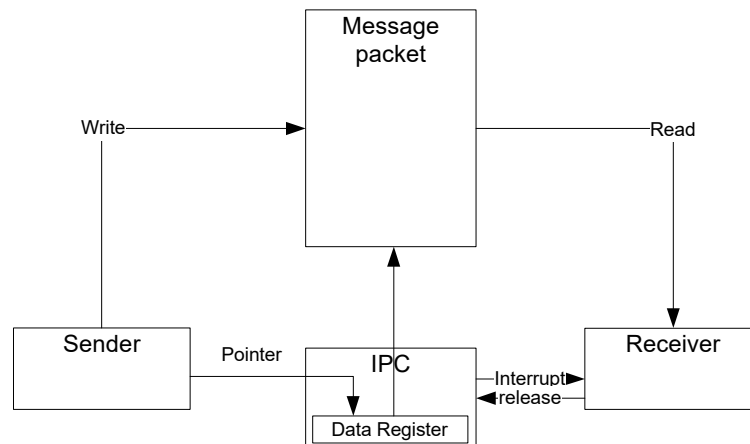 Message
packet
Write
Read
Sender
Pointer
IPC
Data Register
Interrupt
release
Receiver